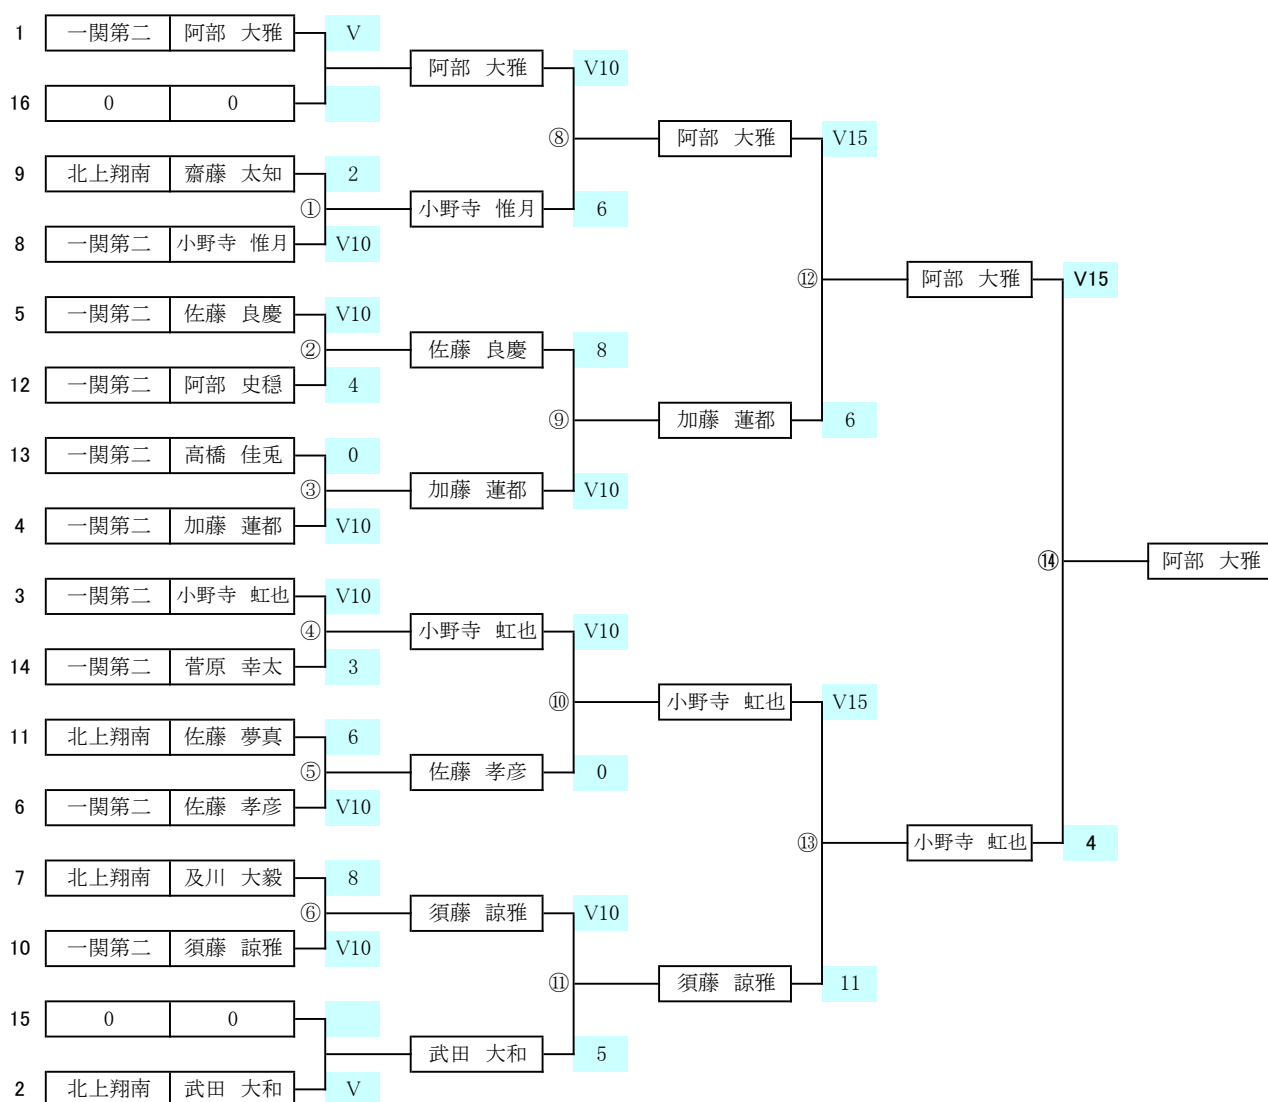 1 一関第二 阿部 大雅 V
阿部 大雅 V10
16 0 0
⑧ 阿部 大雅 V15
9 北上翔南 齋藤 太知 2
① 小野寺 惟月 6
8 一関第二 小野寺 惟月 V10
⑫ 阿部 大雅 V15
5 一関第二 佐藤 良慶 V10
② 佐藤 良慶 8
12 一関第二 阿部 史穏 4
⑨ 加藤 蓮都 6
13 一関第二 高橋 佳兎 0
③ 加藤 蓮都 V10
4 一関第二 加藤 蓮都 V10
⑭ 阿部 大雅
3 一関第二 小野寺 虹也 V10
④ 小野寺 虹也 V10
14 一関第二 菅原 幸太 3
⑩ 小野寺 虹也 V15
11 北上翔南 佐藤 夢真 6
⑤ 佐藤 孝彦 0
6 一関第二 佐藤 孝彦 V10
⑬ 小野寺 虹也 4
7 北上翔南 及川 大毅 8
⑥ 須藤 諒雅 V10
10 一関第二 須藤 諒雅 V10
⑪ 須藤 諒雅 11
15 0 0
武田 大和 5
2 北上翔南 武田 大和 V